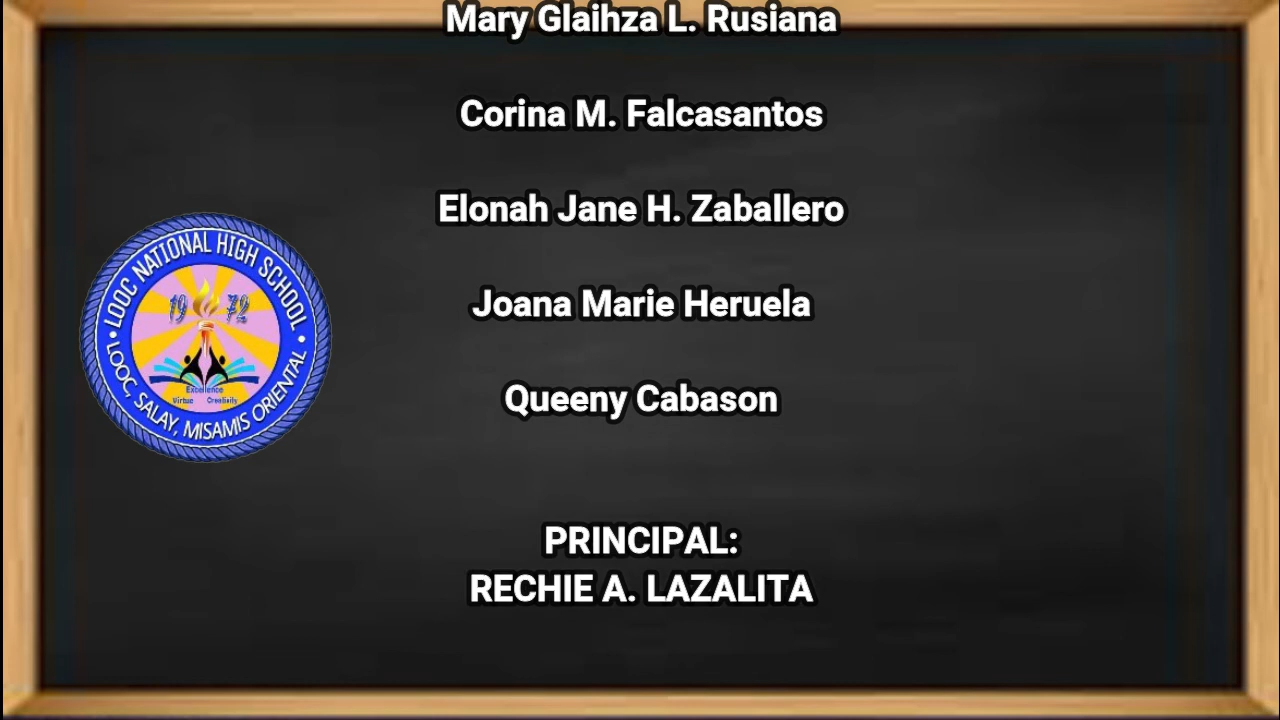 Mary Glaihza L. Rusiana
Corina M. Falcasantos
Elonah Jane H. Zaballero
Joana Marie Heruela
Queeny Cabason
LOOC NATIONAL HIGH SCHOOL
19 72
Excellence
Virtue Creativity
LOOC, SALAY, MISAMIS ORIENTAL
PRINCIPAL:
RECHIE A. LAZALITA